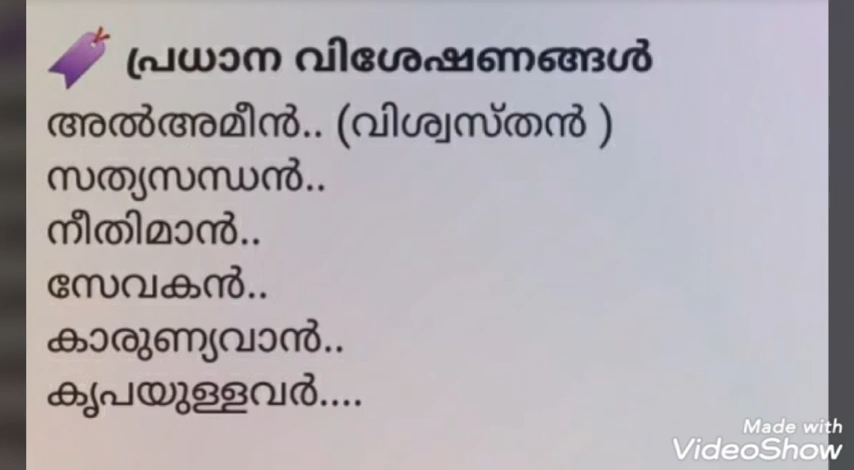 പ്രധാന വിശേഷണങ്ങൾ
അൽഅമീൻ.. (വിശ്വസ്തൻ )
സത്യസന്ധൻ..
നീതിമാൻ..
സേവകൻ..
കാരുണ്യവാൻ..
കൃപയുള്ളവർ....
Made with
VideoShow